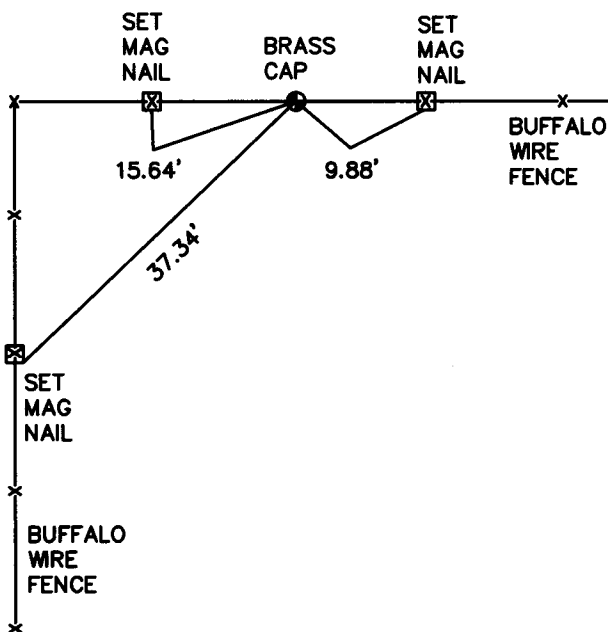 SET
MAG
NAIL
BRASS
CAP
SET
MAG
NAIL
BUFFALO
WIRE
FENCE
15.64'
9.88'
37.34'
SET
MAG
NAIL
BUFFALO
WIRE
FENCE